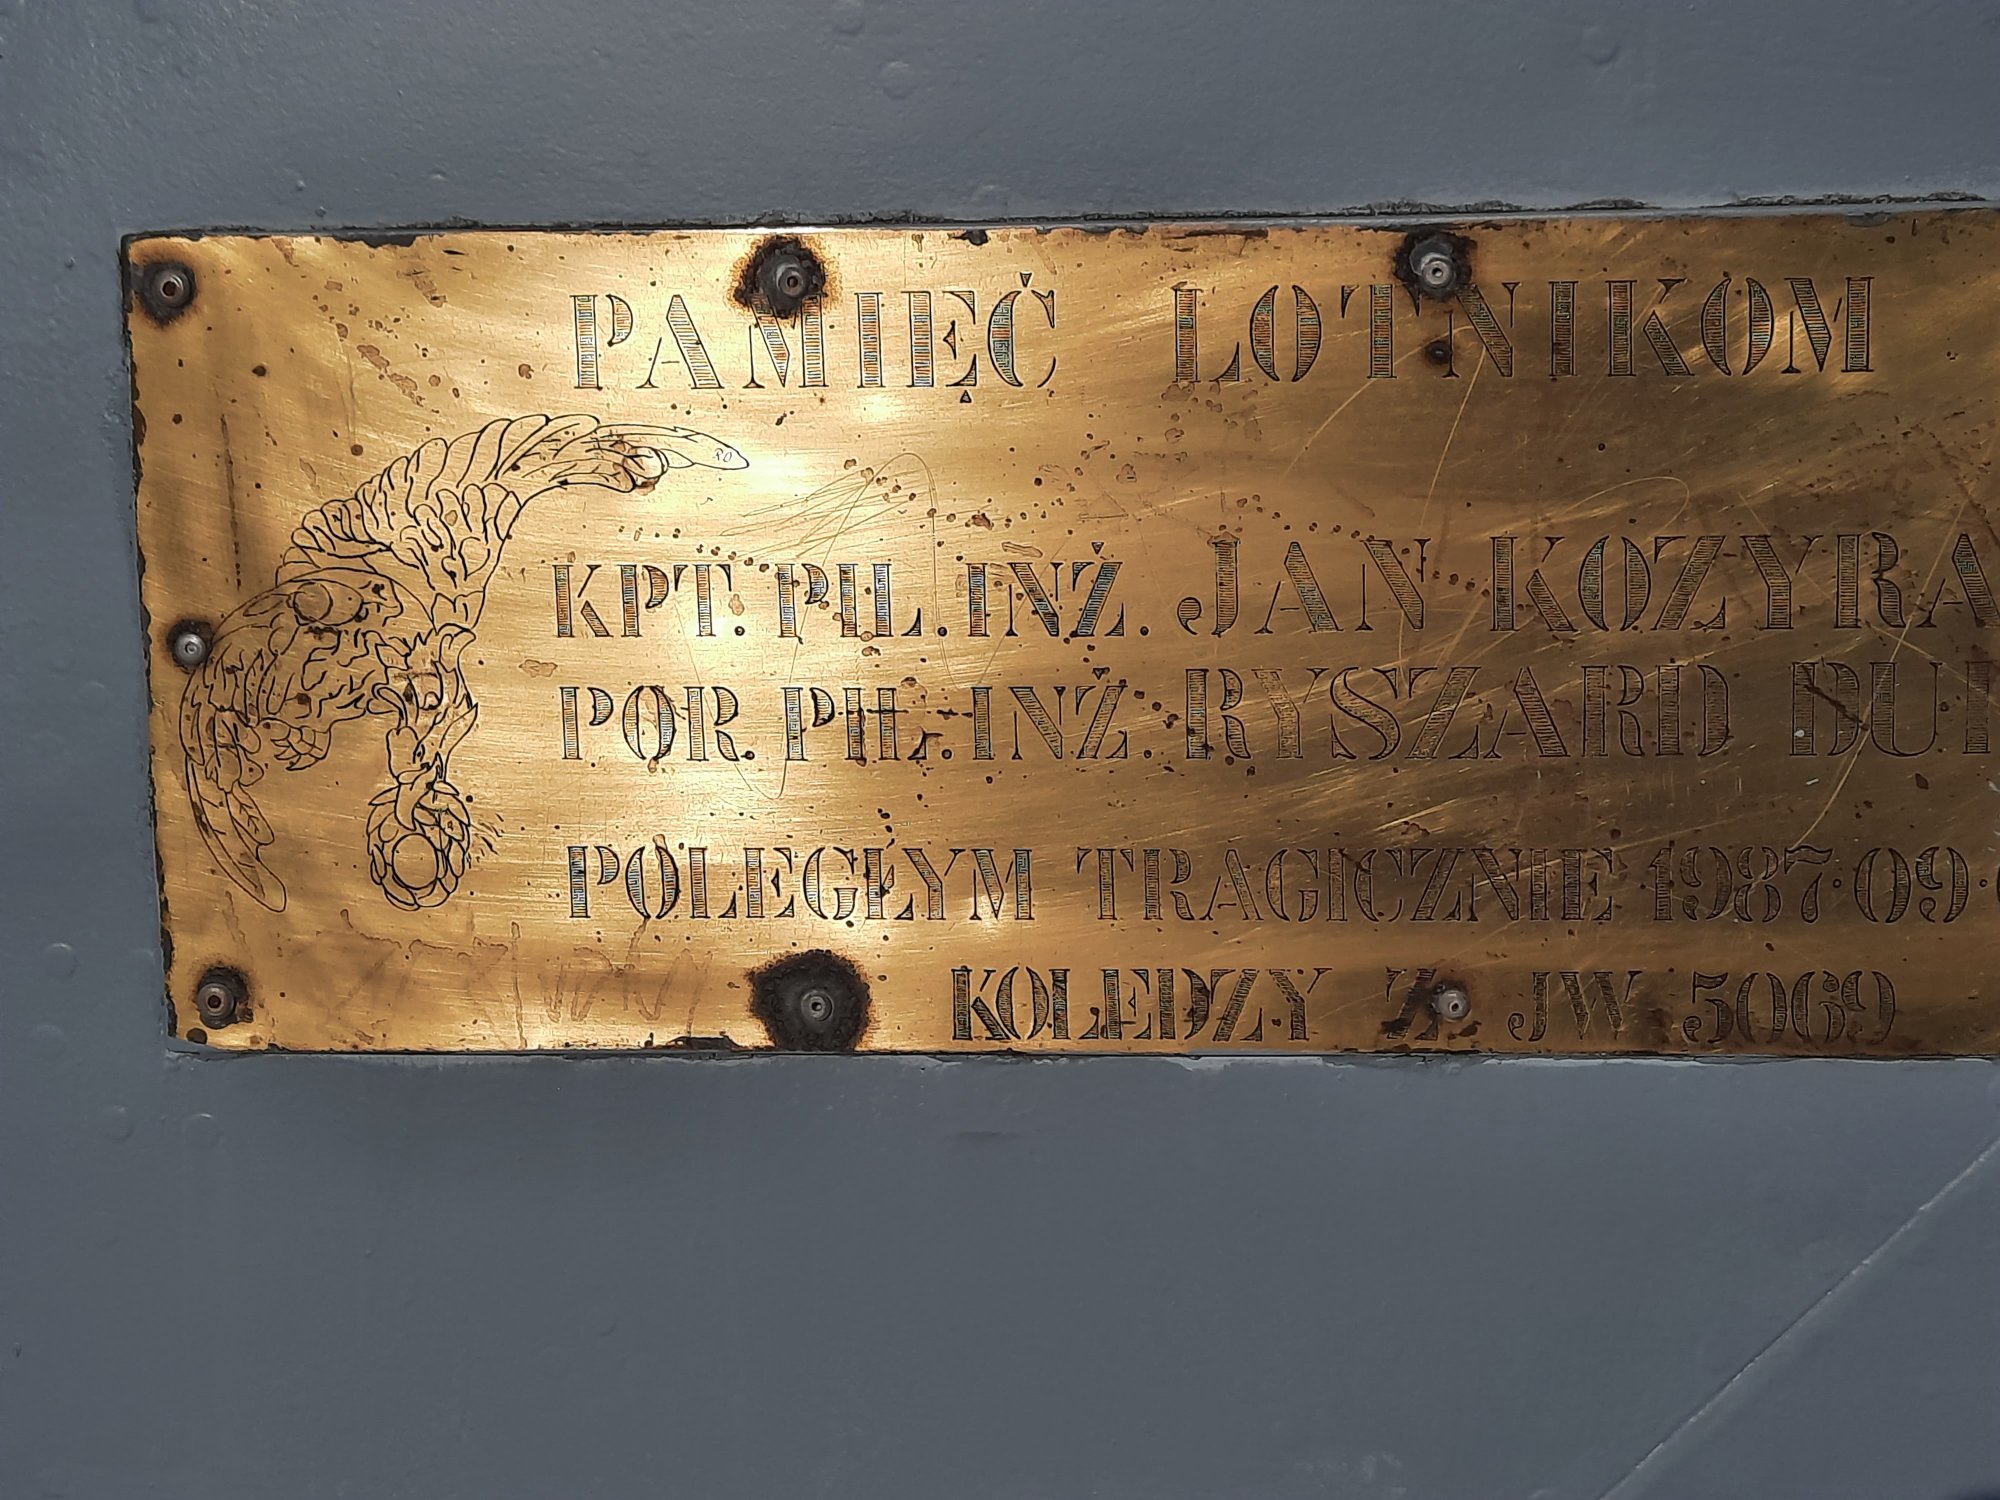 PAMIĘĆ LOTNIKOM
KPT. PIL. INŻ. JAN KOZYRA
POR. PIL. INŻ. RYSZARD
POLEGŁYM TRAGICZNIE 1987·09·
KOLEDZY Z JW 5069